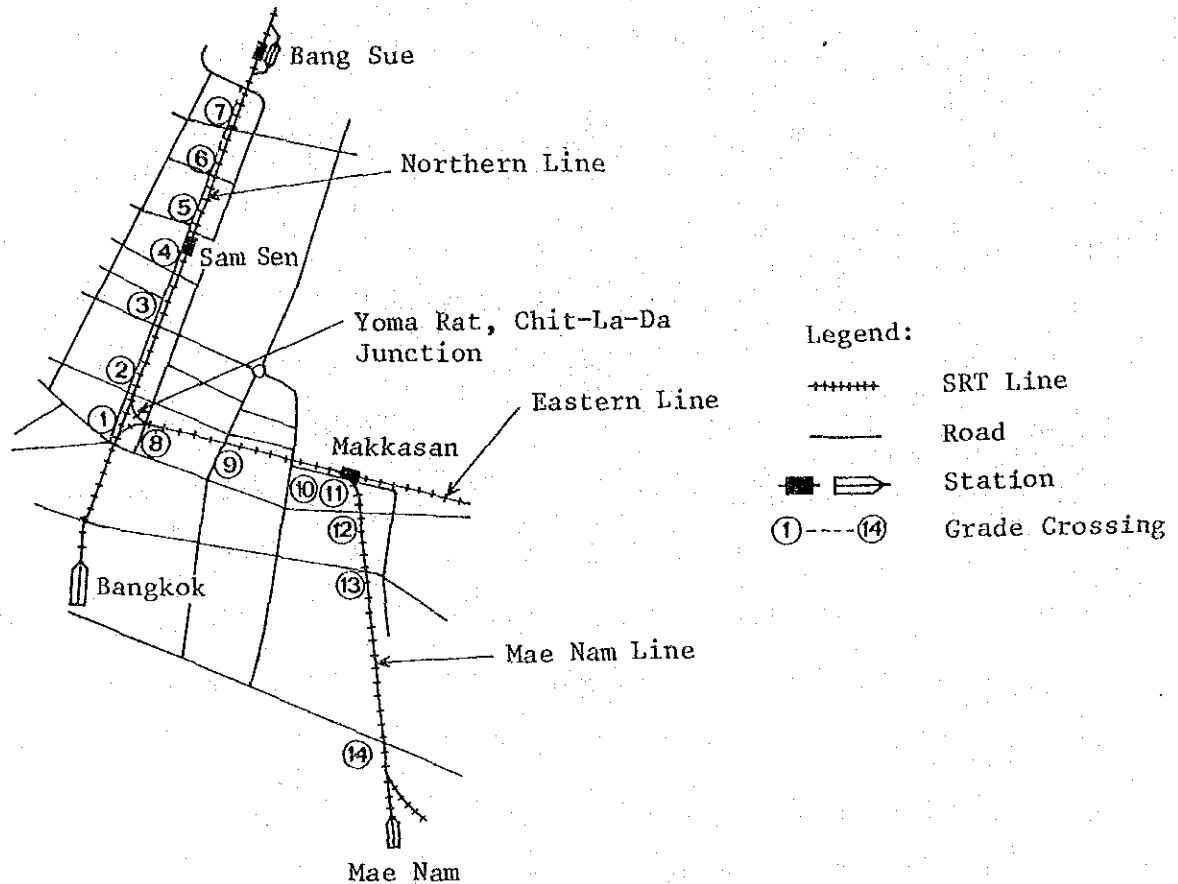 Bang Sue
⑦
⑥
Northern Line
⑤
④
Sam Sen
③
Yoma Rat, Chit-La-Da
Junction
②
①
⑧
⑨
Makkasan
Eastern Line
⑩ ⑪
⑫
⑬
Bangkok
Mae Nam Line
⑭
Mae Nam
Legend:
SRT Line
Road
Station
①----⑭ Grade Crossing